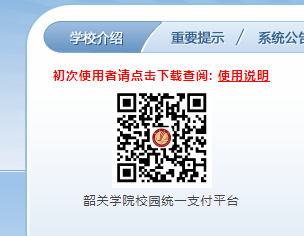 学校介绍 重要提示 系统公告
初次使用者请点击下载查阅: 使用说明
韶关学院校园统一支付平台